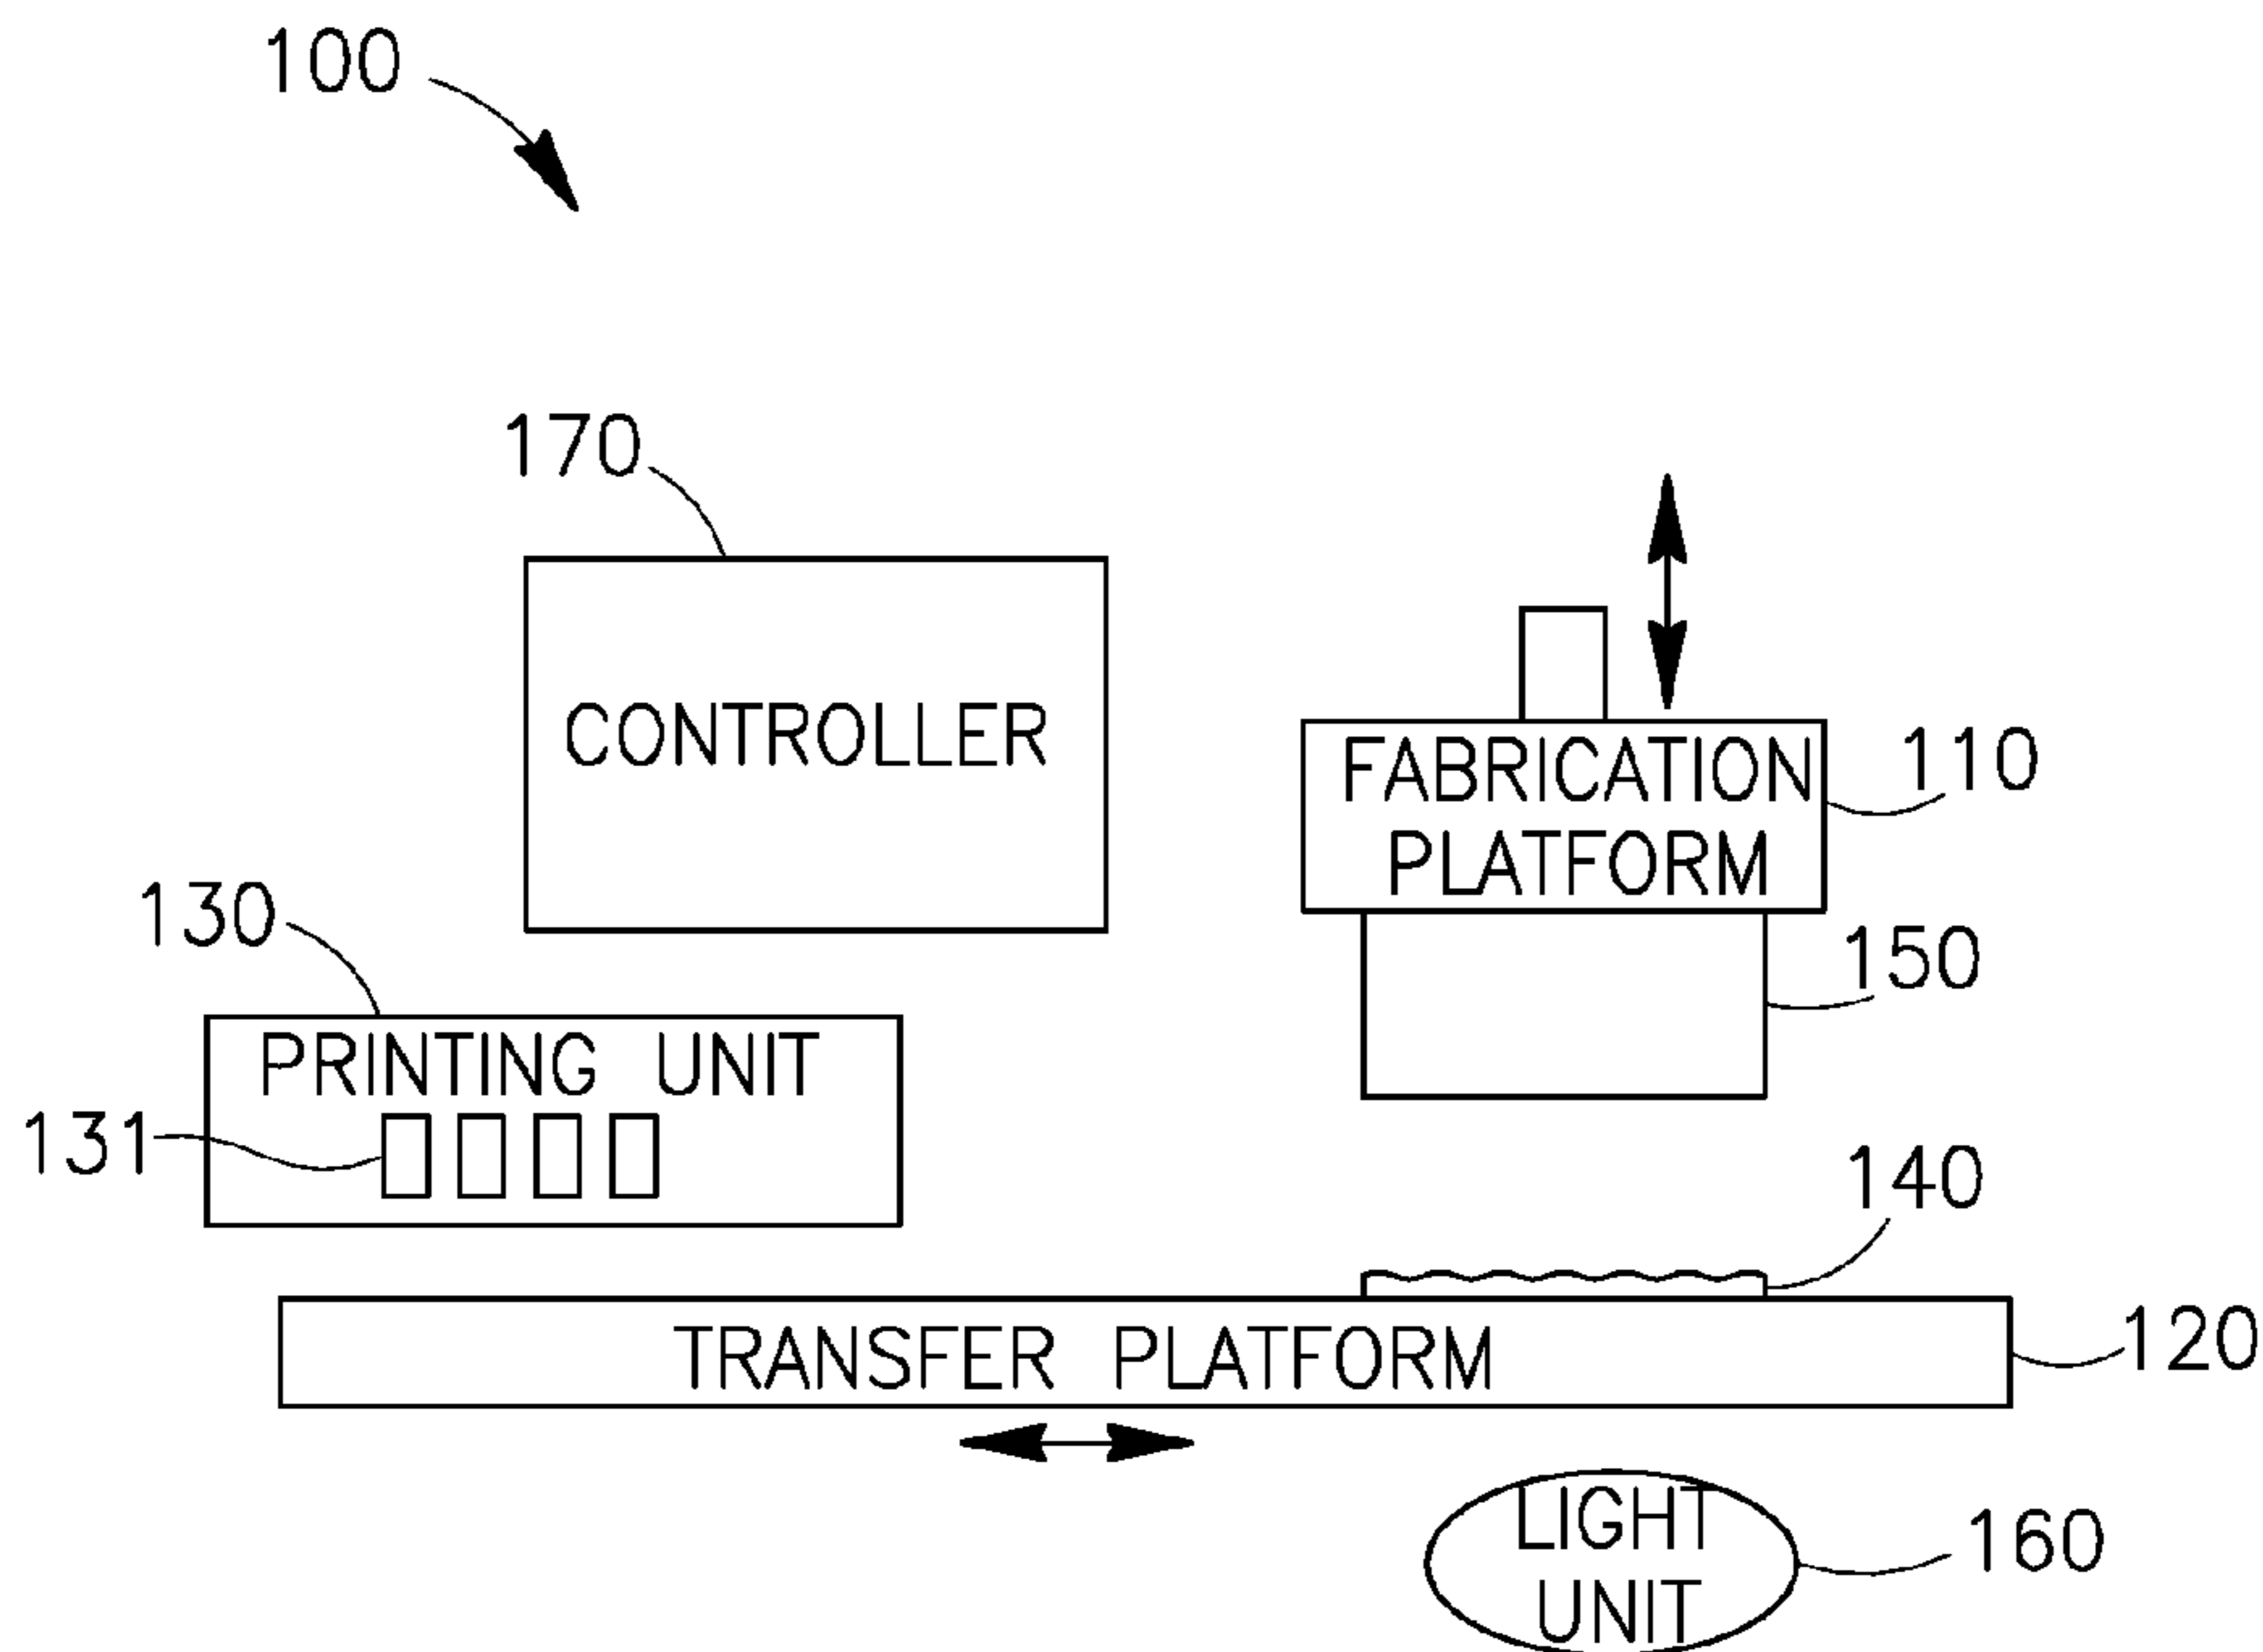 100
170
CONTROLLER
FABRICATION
PLATFORM
110
130
150
PRINTING UNIT
131
140
TRANSFER PLATFORM
120
LIGHT
UNIT
160